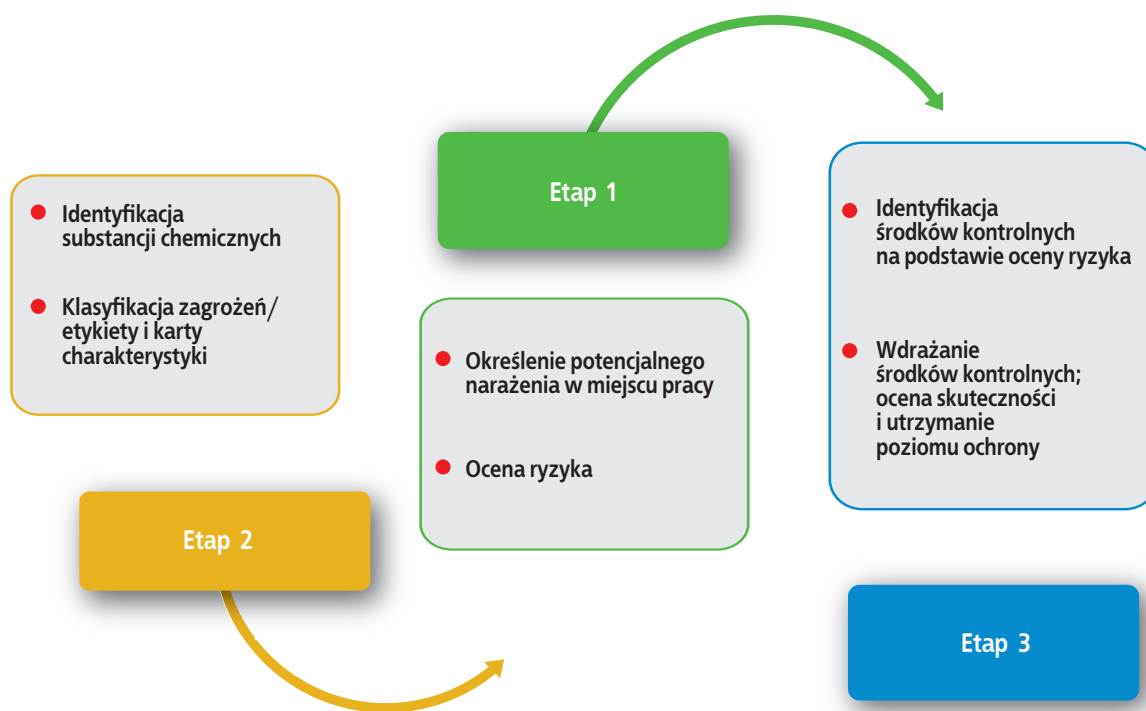 Identyfikacja
substancji chemicznych
Klasyfikacja zagrożeń/
etykiety i karty
charakterystyki
Etap 2
Etap 1
Określenie potencjalnego
narażenia w miejscu pracy
Ocena ryzyka
Identyfikacja
środków kontrolnych
na podstawie oceny ryzyka
Wdrażanie
środków kontrolnych;
ocena skuteczności
i utrzymanie
poziomu ochrony
Etap 3